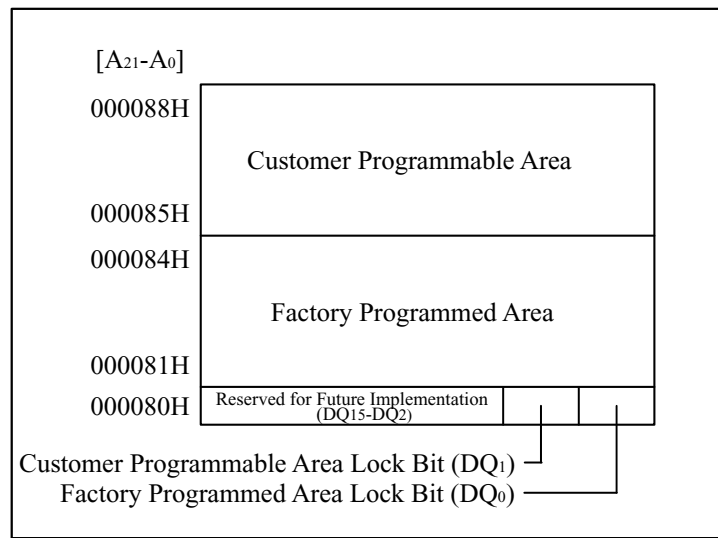 [A21-A0]
000088H
Customer Programmable Area
000085H
000084H
Factory Programmed Area
000081H
000080H
Reserved for Future Implementation
(DQ15-DQ2)
Customer Programmable Area Lock Bit (DQ1)
Factory Programmed Area Lock Bit (DQ0)